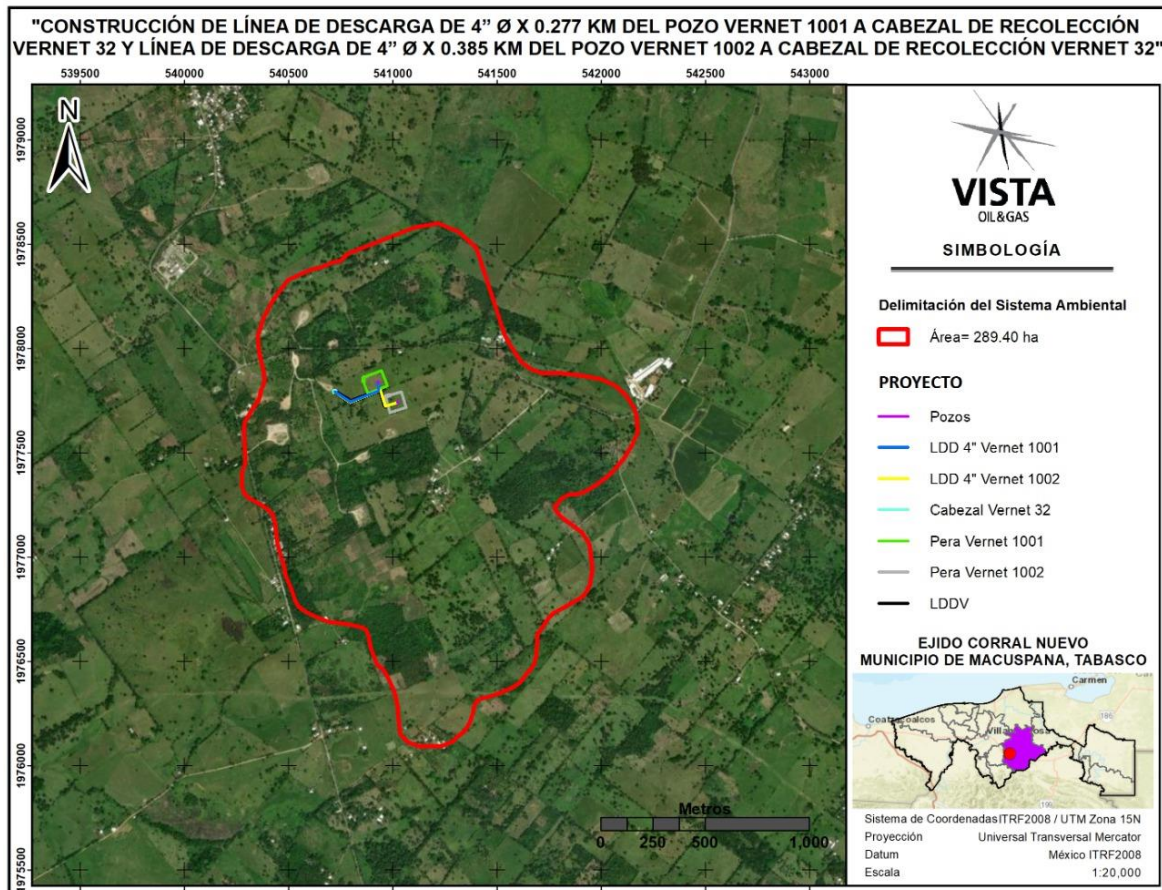 "CONSTRUCCIÓN DE LÍNEA DE DESCARGA DE 4” Ø X 0.277 KM DEL POZO VERNET 1001 A CABEZAL DE RECOLECCIÓN
VERNET 32 Y LÍNEA DE DESCARGA DE 4” Ø X 0.385 KM DEL POZO VERNET 1002 A CABEZAL DE RECOLECCIÓN VERNET 32"
539500 540000 540500 541000 541500 542000 542500 543000
N
1979000
1978500
1978000
1977500
1977000
1976500
1976000
1975500
Metros
0 250 500 1,000
VISTA
OIL&GAS
SIMBOLOGÍA
Delimitación del Sistema Ambiental
Área= 289.40 ha
PROYECTO
Pozos
LDD 4" Vernet 1001
LDD 4" Vernet 1002
Cabezal Vernet 32
Pera Vernet 1001
Pera Vernet 1002
LDDV
EJIDO CORRAL NUEVO
MUNICIPIO DE MACUSPANA, TABASCO
Carmen
185
Sistema de Coordenadas ITRF2008 / UTM Zona 15N
Proyección Universal Transversal Mercator
Datum México ITRF2008
Escala 1:20,000